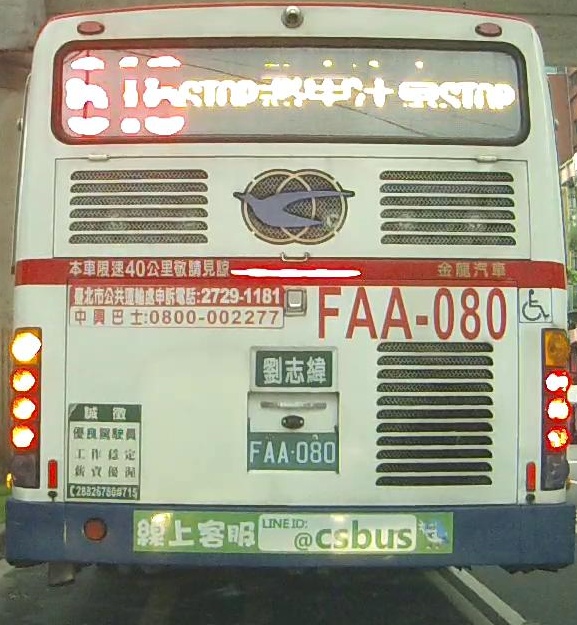 STOP STOP
本車限速40公里敬請見諒
金龍汽車
臺北市公共運輸處申訴電話:2729-1181
中興巴士:0800-002277
FAA-080
劉志緯
FAA-080
誠徵
優良駕駛員
工作穩定
薪資優渥
28826780#715
線上客服 LINE ID: @csbus